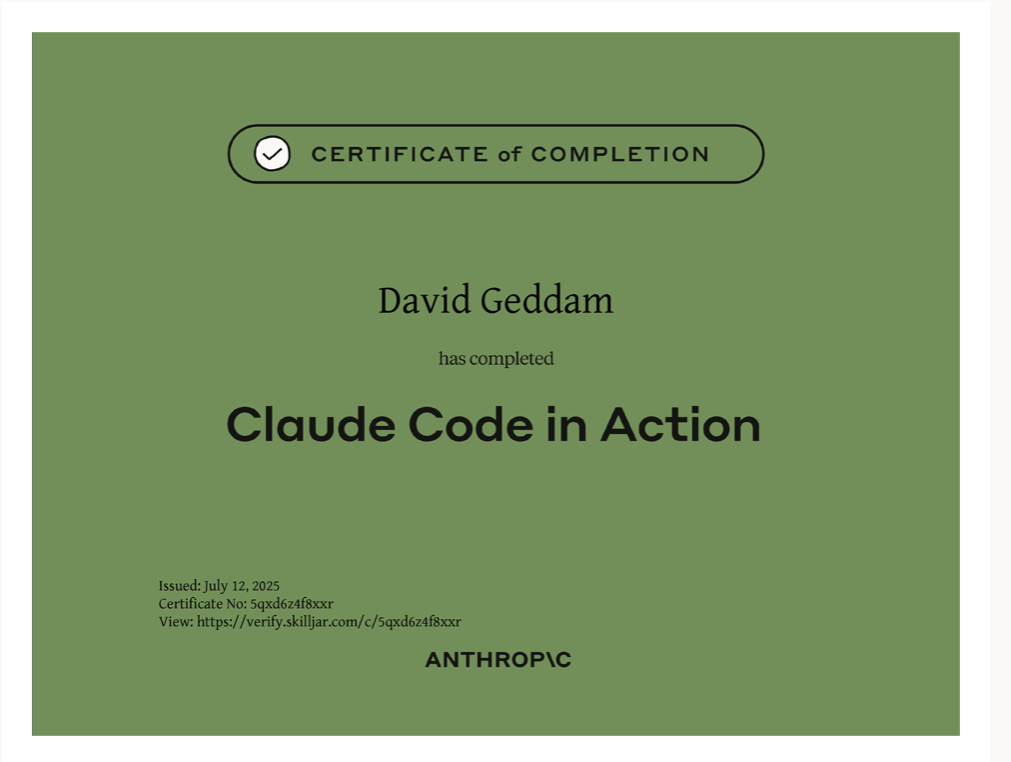 CERTIFICATE of COMPLETION
David Geddam
has completed
Claude Code in Action
Issued: July 12, 2025
Certificate No: 5qxd6z4f8xxr
View: https://verify.skilljar.com/c/5qxd6z4f8xxr
ANTHROP\C